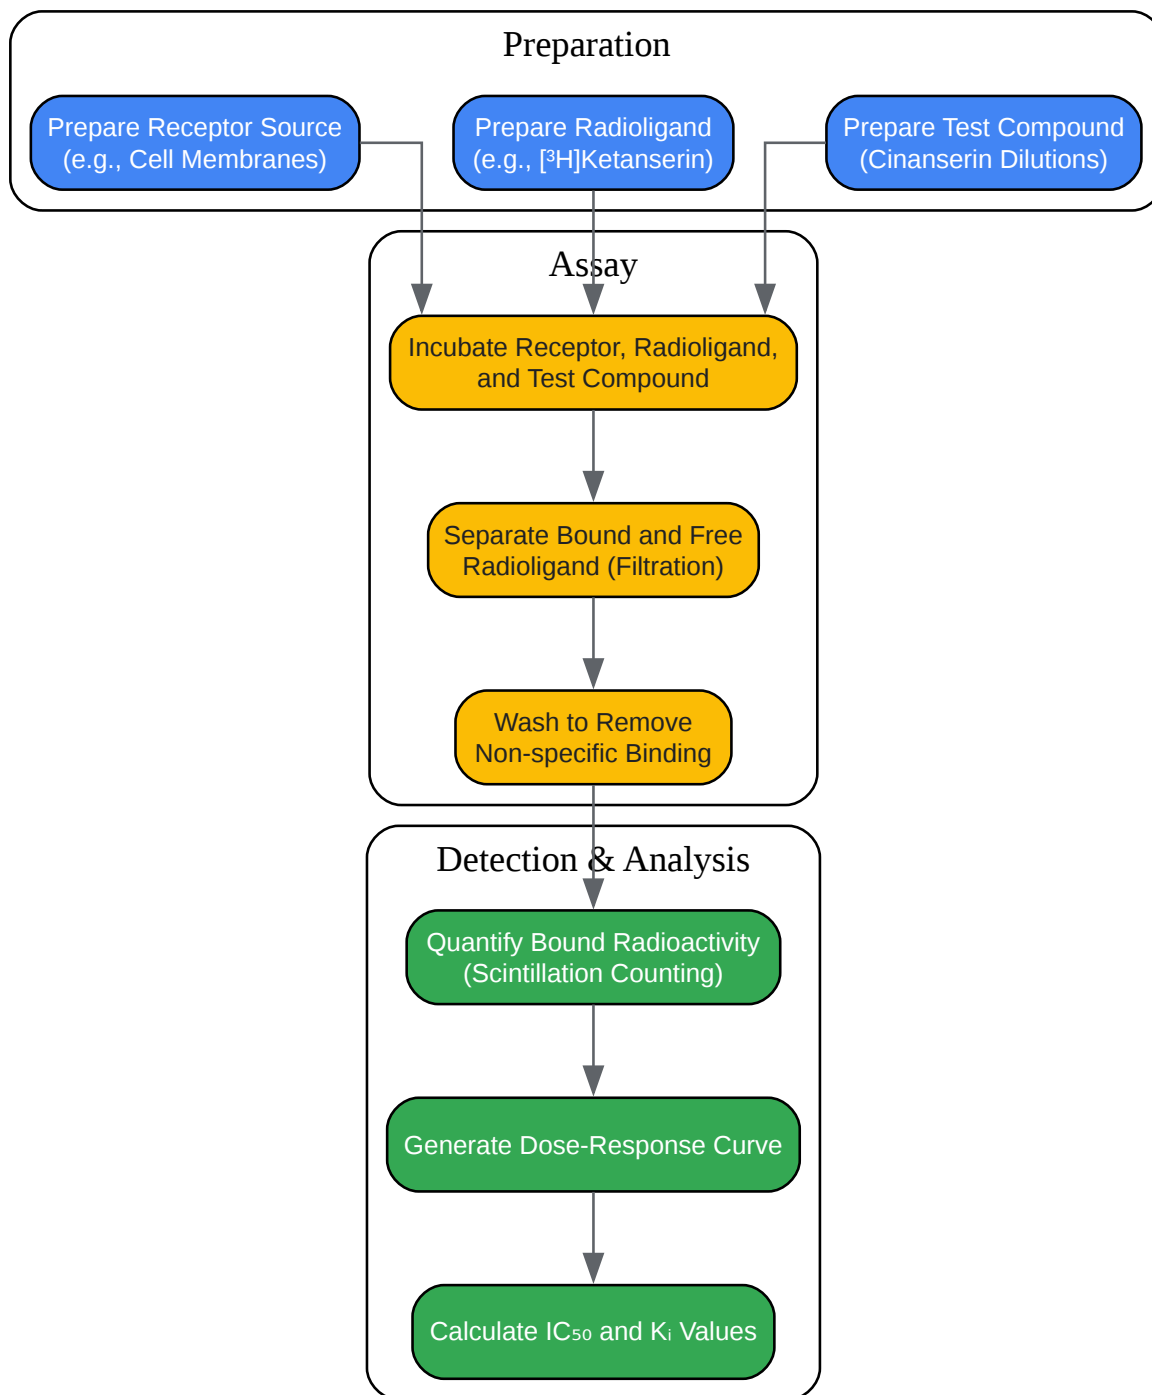 Preparation
Prepare Receptor Source
(e.g., Cell Membranes)
Prepare Radioligand
(e.g., [³H]Ketanserin)
Prepare Test Compound
(Cinanserin Dilutions)
Assay
Incubate Receptor, Radioligand,
and Test Compound
Separate Bound and Free
Radioligand (Filtration)
Wash to Remove
Non-specific Binding
Detection & Analysis
Quantify Bound Radioactivity
(Scintillation Counting)
Generate Dose-Response Curve
Calculate IC₅₀ and Kᵢ Values